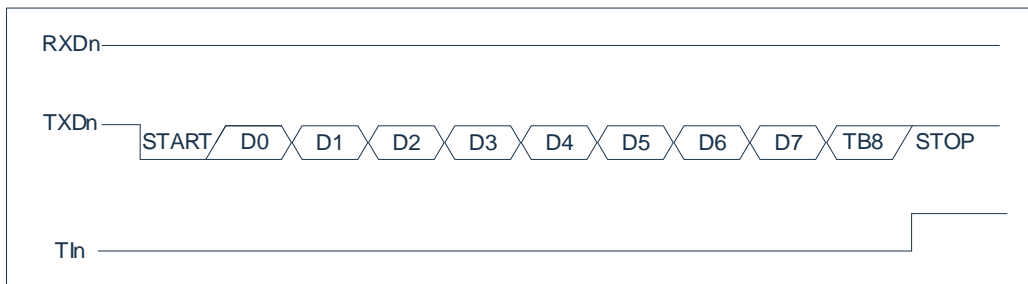 RXDn
TXDn
START D0 D1 D2 D3 D4 D5 D6 D7 TB8 STOP
TIn